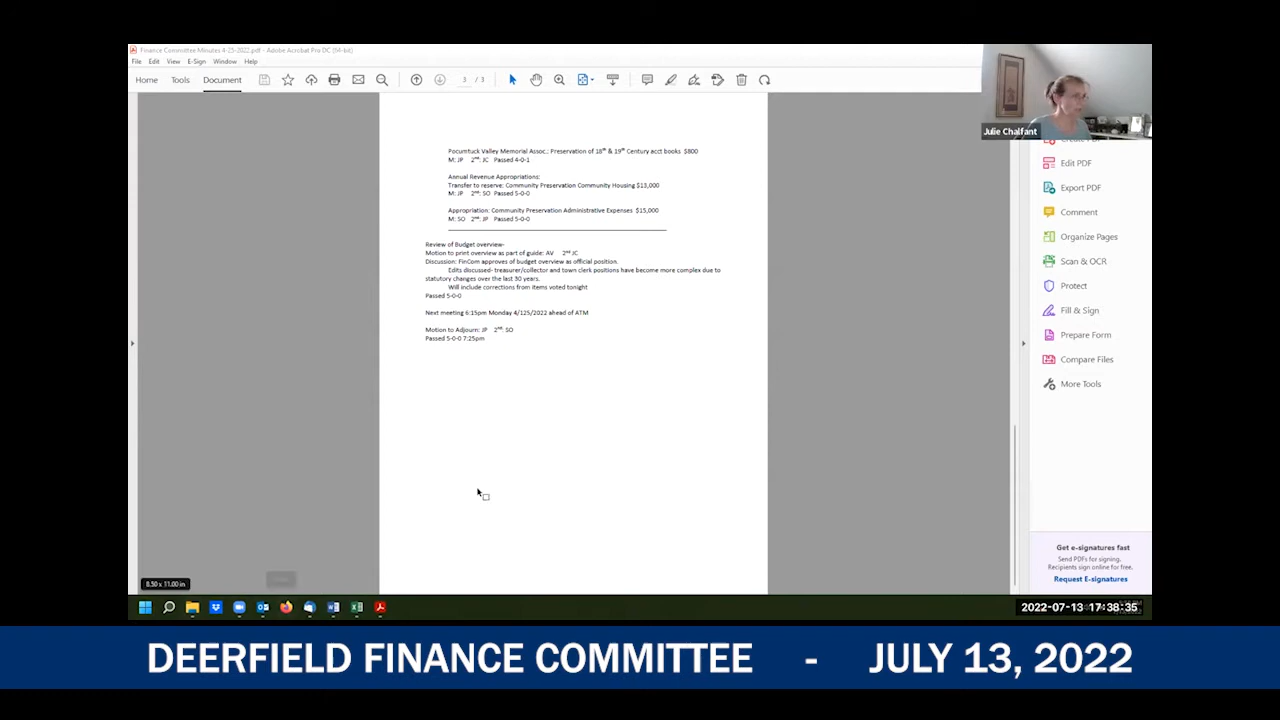 Finance Committee Minutes 4-25-2022.pdf - Adobe Acrobat Pro DC (64-bit)
File Edit View E-Sign Window Help
Home Tools Document 3 / 3
Julie Chalfant
Pocumtuck Valley Memorial Assoc.: Preservation of 18th & 19th Century acct books $800
M: JP 2nd: JC Passed 4-0-1
Annual Revenue Appropriations:
Transfer to reserve: Community Preservation Community Housing $13,000
M: JP 2nd: SO Passed 5-0-0
Appropriation: Community Preservation Administrative Expenses $15,000
M: SO 2nd: JP Passed 5-0-0
Review of Budget overview-
Motion to print overview as part of guide: AV 2nd JC
Discussion: FinCom approves of budget overview as official position.
Edits discussed- treasurer/collector and town clerk positions have become more complex due to
statutory changes over the last 30 years.
Will include corrections from items voted tonight
Passed 5-0-0
Next meeting 6:15pm Monday 4/125/2022 ahead of ATM
Motion to Adjourn: JP 2nd: SO
Passed 5-0-0 7:25pm
Create PDF
Edit PDF
Export PDF
Comment
Organize Pages
Scan & OCR
Protect
Fill & Sign
Prepare Form
Compare Files
More Tools
Get e-signatures fast
Send PDFs for signing.
Recipients sign online for free.
Request E-signatures
8.50 x 11.00 in
2022-07-13 17:38:35
DEERFIELD FINANCE COMMITTEE - JULY 13, 2022